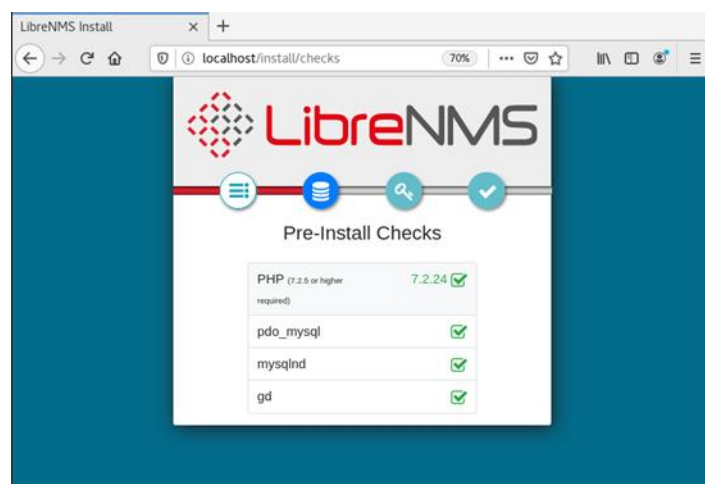 LibreNMS Install
localhost/install/checks 70%
LibreNMS
Pre-Install Checks
PHP (7.2.5 or higher required) 7.2.24
pdo_mysql
mysqlnd
gd